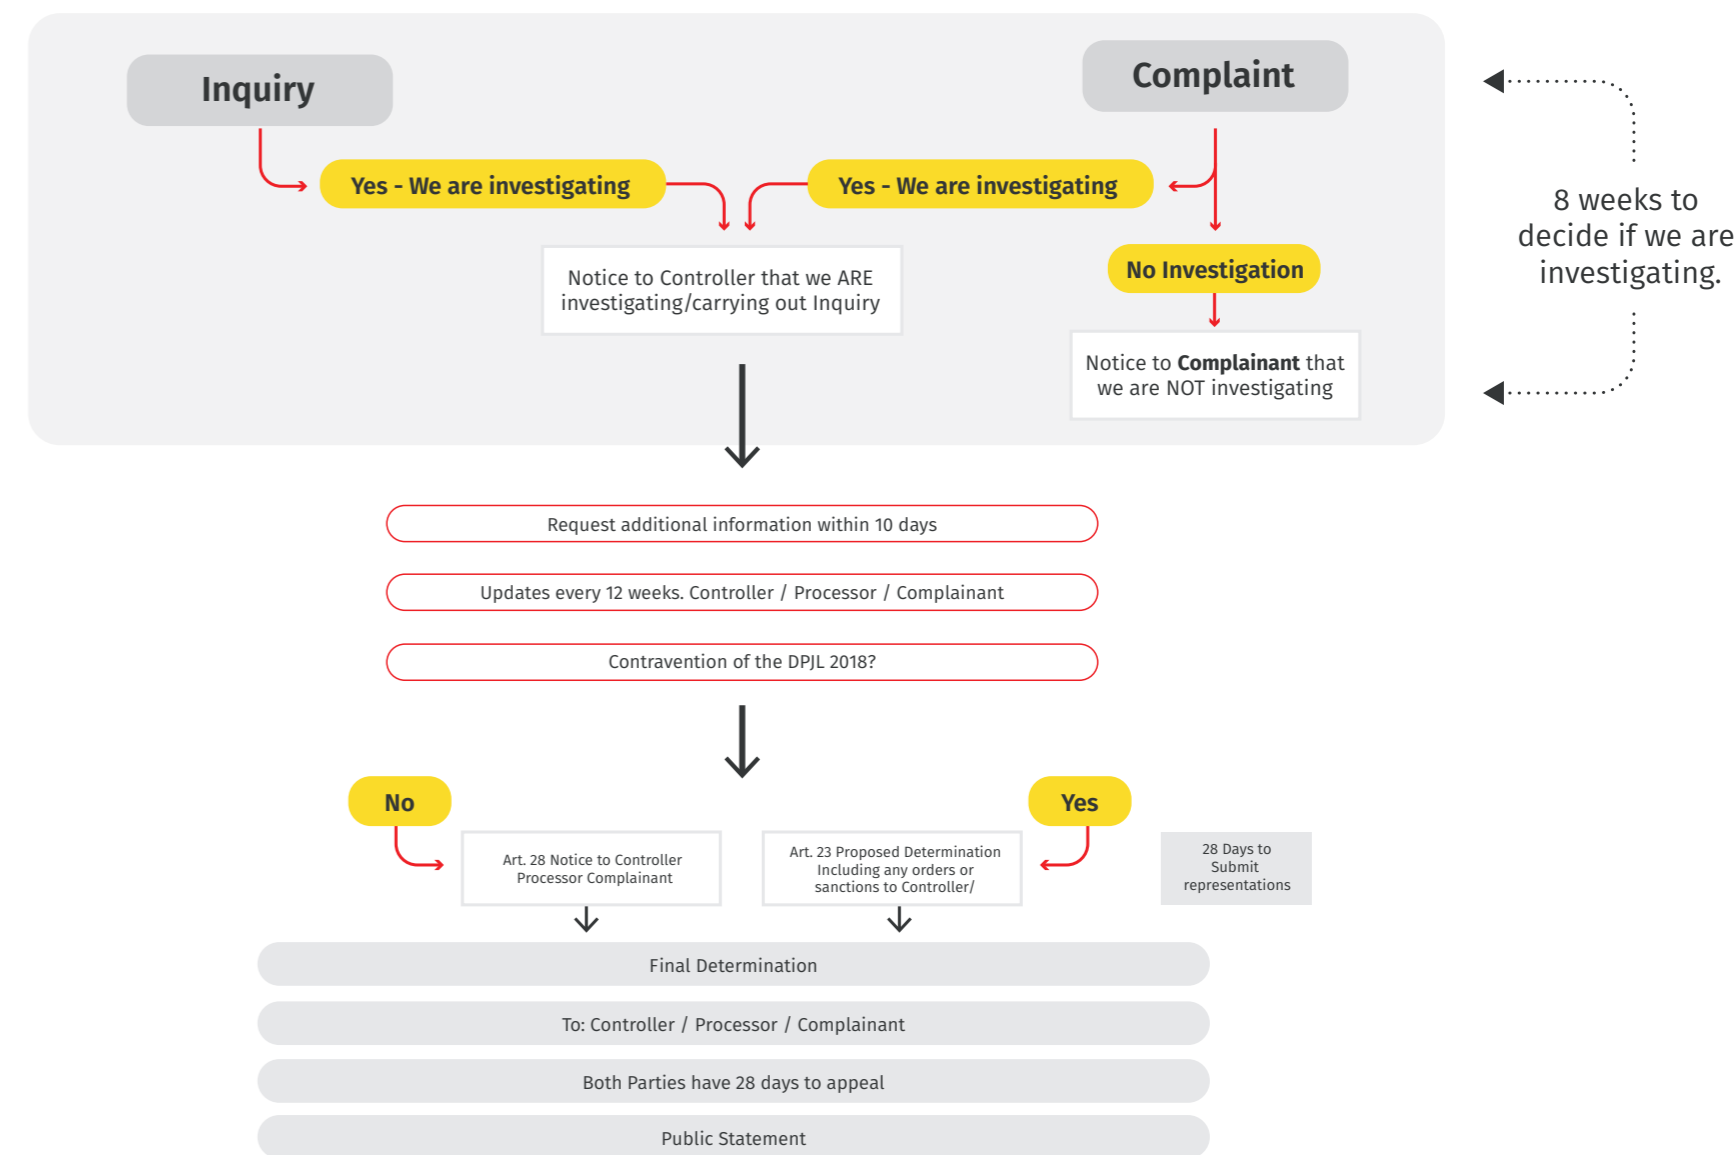 Inquiry
Complaint
Yes - We are investigating
Yes - We are investigating
8 weeks to
decide if we are
investigating.
Notice to Controller that we ARE
investigating/carrying out Inquiry
No Investigation
Notice to Complainant that
we are NOT investigating
Request additional information within 10 days
Updates every 12 weeks. Controller / Processor / Complainant
Contravention of the DPJL 2018?
No
Yes
Art. 28 Notice to Controller
Processor Complainant
Art. 23 Proposed Determination
Including any orders or
sanctions to Controller/
28 Days to
Submit
representations
Final Determination
To: Controller / Processor / Complainant
Both Parties have 28 days to appeal
Public Statement